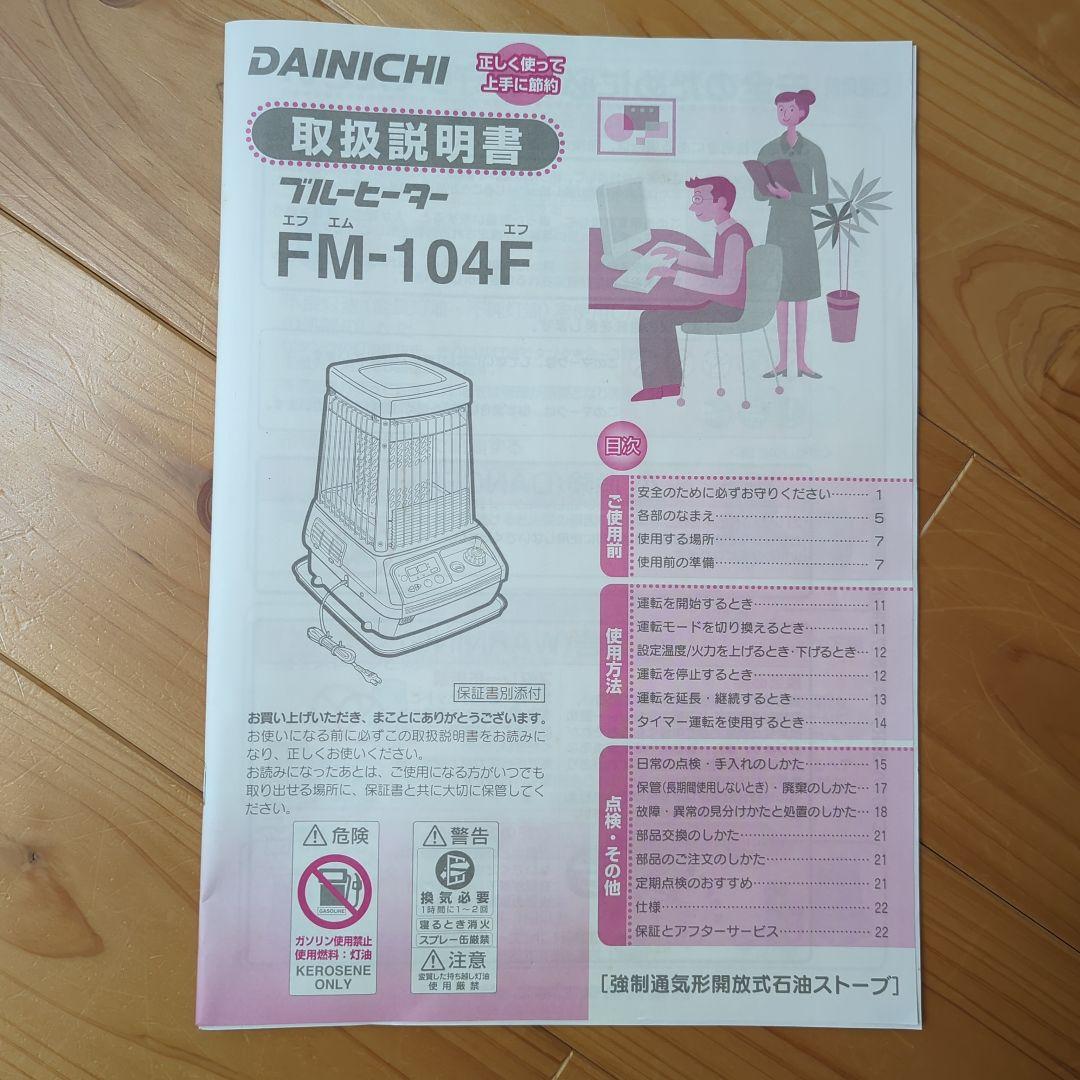 DAINICHI
正しく使って
上手に節約
取扱説明書
ブルーヒーター
エフ エム エフ
FM-104F
保証書別添付
お買い上げいただき、まことにありがとうございます。
お使いになる前に必ずこの取扱説明書をお読みに
なり、正しくお使いください。
お読みになったあとは、ご使用になる方がいつでも
取り出せる場所に、保証書と共に大切に保管してく
ださい。
危険
GASOLINE
ガソリン使用禁止
使用燃料：灯油
KEROSENE
ONLY
警告
換気必要
1時間に1～2回
寝るとき消火
スプレー缶厳禁
注意
変質した持ち越し灯油
使用厳禁
目次
ご使用前
安全のために必ずお守りください……… 1
各部のなまえ…………………………… 5
使用する場所…………………………… 7
使用前の準備…………………………… 7
使用方法
運転を開始するとき…………………… 11
運転モードを切り換えるとき………… 11
設定温度/火力を上げるとき・下げるとき… 12
運転を停止するとき…………………… 12
運転を延長・継続するとき…………… 13
タイマー運転を使用するとき………… 14
点検・その他
日常の点検・手入れのしかた………… 15
保管(長期間使用しないとき)・廃棄のしかた… 17
故障・異常の見分けかたと処置のしかた… 18
部品交換のしかた……………………… 21
部品のご注文のしかた………………… 21
定期点検のおすすめ…………………… 21
仕様……………………………………… 22
保証とアフターサービス……………… 22
[強制通気形開放式石油ストーブ]